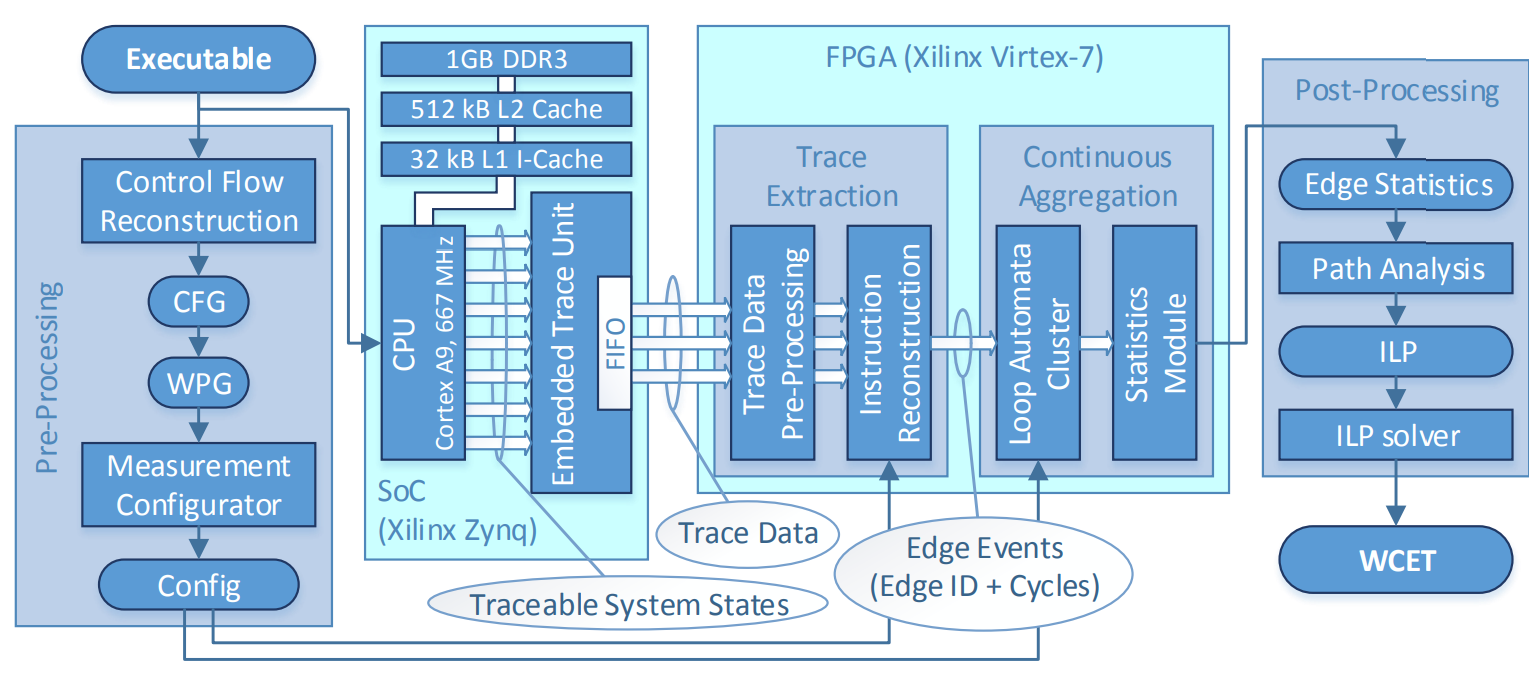 Executable
Pre-Processing
Control Flow
Reconstruction
CFG
WPG
Measurement
Configurator
Config
1GB DDR3
512 kB L2 Cache
32 kB L1 I-Cache
CPU
Cortex A9, 667 MHz
Embedded Trace Unit
FIFO
SoC
(Xilinx Zynq)
Traceable System States
Trace Data
FPGA (Xilinx Virtex-7)
Trace
Extraction
Trace Data
Pre-Processing
Instruction
Reconstruction
Edge Events
(Edge ID + Cycles)
Continuous
Aggregation
Loop Automata
Cluster
Statistics
Module
Post-Processing
Edge Statistics
Path Analysis
ILP
ILP solver
WCET